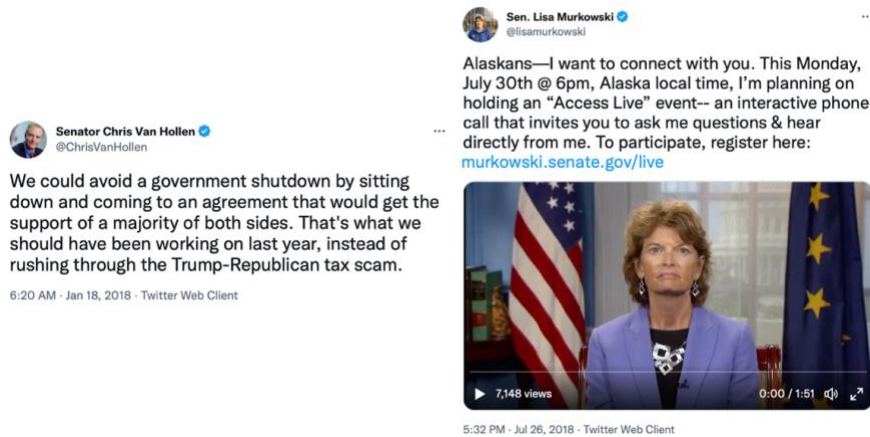 Senator Chris Van Hollen
@ChrisVanHollen
We could avoid a government shutdown by sitting
down and coming to an agreement that would get the
support of a majority of both sides. That's what we
should have been working on last year, instead of
rushing through the Trump-Republican tax scam.
6:20 AM · Jan 18, 2018 · Twitter Web Client
Sen. Lisa Murkowski
@lisamurkowski
Alaskans—I want to connect with you. This Monday,
July 30th @ 6pm, Alaska local time, I'm planning on
holding an “Access Live” event-- an interactive phone
call that invites you to ask me questions & hear
directly from me. To participate, register here:
murkowski.senate.gov/live
7,148 views
0:00 / 1:51
5:32 PM · Jul 26, 2018 · Twitter Web Client